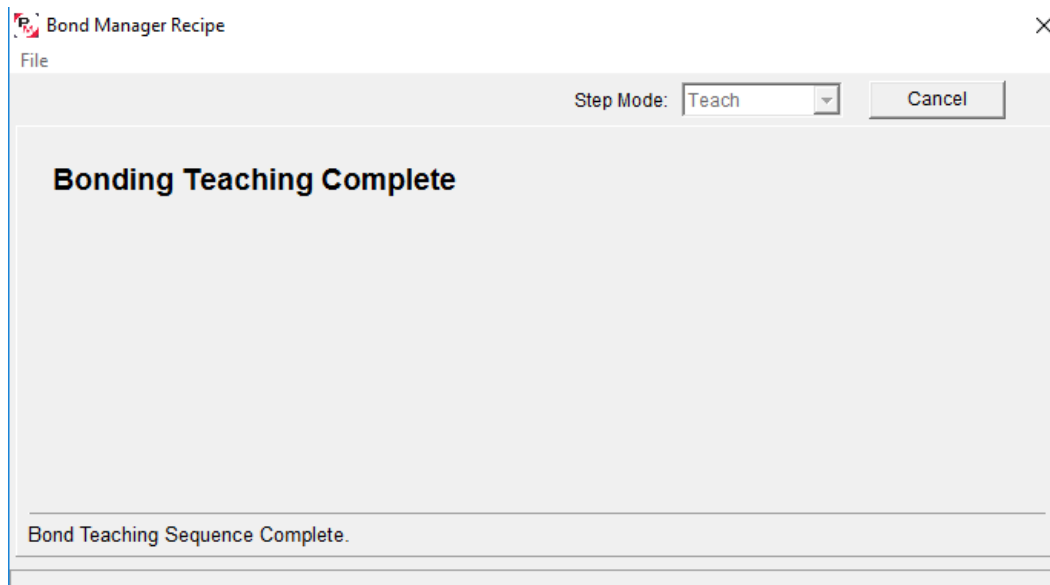 Bond Manager Recipe
File
Step Mode: Teach Cancel
Bonding Teaching Complete
Bond Teaching Sequence Complete.